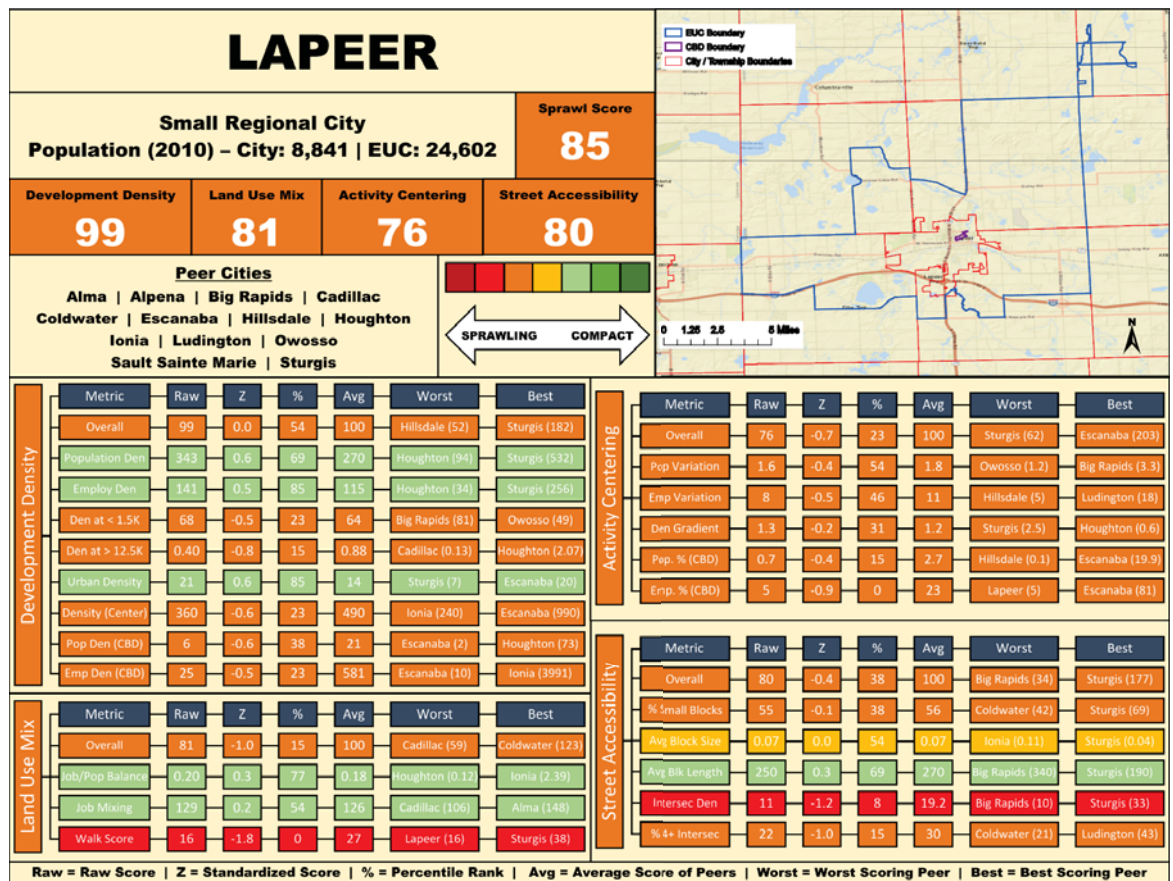 LAPEER
Small Regional City
Population (2010) – City: 8,841 | EUC: 24,602
Sprawl Score
85
Development Density
99
Land Use Mix
81
Activity Centering
76
Street Accessibility
80
Peer Cities
Alma | Alpena | Big Rapids | Cadillac
Coldwater | Escanaba | Hillsdale | Houghton
Ionia | Ludington | Owosso
Sault Sainte Marie | Sturgis
SPRAWLING COMPACT
EUC Boundary
CBD Boundary
City / Township Boundaries
Columbiaville
Lapeer
0 1.25 2.5 5 Miles
N
Development Density
Metric Raw Z % Avg Worst Best
Overall 99 0.0 54 100 Hillsdale (52) Sturgis (182)
Population Den 343 0.6 69 270 Houghton (94) Sturgis (532)
Employ Den 141 0.5 85 115 Houghton (34) Sturgis (256)
Den at < 1.5K 68 -0.5 23 64 Big Rapids (81) Owosso (49)
Den at > 12.5K 0.40 -0.8 15 0.88 Cadillac (0.13) Houghton (2.07)
Urban Density 21 0.6 85 14 Sturgis (7) Escanaba (20)
Density (Center) 360 -0.6 23 490 Ionia (240) Escanaba (990)
Pop Den (CBD) 6 -0.6 38 21 Escanaba (2) Houghton (73)
Emp Den (CBD) 25 -0.5 23 581 Escanaba (10) Ionia (3991)
Land Use Mix
Metric Raw Z % Avg Worst Best
Overall 81 -1.0 15 100 Cadillac (59) Coldwater (123)
Job/Pop Balance 0.20 0.3 77 0.18 Houghton (0.12) Ionia (2.39)
Job Mixing 129 0.2 54 126 Cadillac (106) Alma (148)
Walk Score 16 -1.8 0 27 Lapeer (16) Sturgis (38)
Activity Centering
Metric Raw Z % Avg Worst Best
Overall 76 -0.7 23 100 Sturgis (62) Escanaba (203)
Pop Variation 1.6 -0.4 54 1.8 Owosso (1.2) Big Rapids (3.3)
Emp Variation 8 -0.5 46 11 Hillsdale (5) Ludington (18)
Den Gradient 1.3 -0.2 31 1.2 Sturgis (2.5) Houghton (0.6)
Pop. % (CBD) 0.7 -0.4 15 2.7 Hillsdale (0.1) Escanaba (19.9)
Emp. % (CBD) 5 -0.9 0 23 Lapeer (5) Escanaba (81)
Street Accessibility
Metric Raw Z % Avg Worst Best
Overall 80 -0.4 38 100 Big Rapids (34) Sturgis (177)
% Small Blocks 55 -0.1 38 56 Coldwater (42) Sturgis (69)
Avg Block Size 0.07 0.0 54 0.07 Ionia (0.11) Sturgis (0.04)
Avg Blk Length 250 0.3 69 270 Big Rapids (340) Sturgis (190)
Intersec Den 11 -1.2 8 19.2 Big Rapids (10) Sturgis (33)
% 4+ Intersec 22 -1.0 15 30 Coldwater (21) Ludington (43)
Raw = Raw Score | Z = Standardized Score | % = Percentile Rank | Avg = Average Score of Peers | Worst = Worst Scoring Peer | Best = Best Scoring Peer